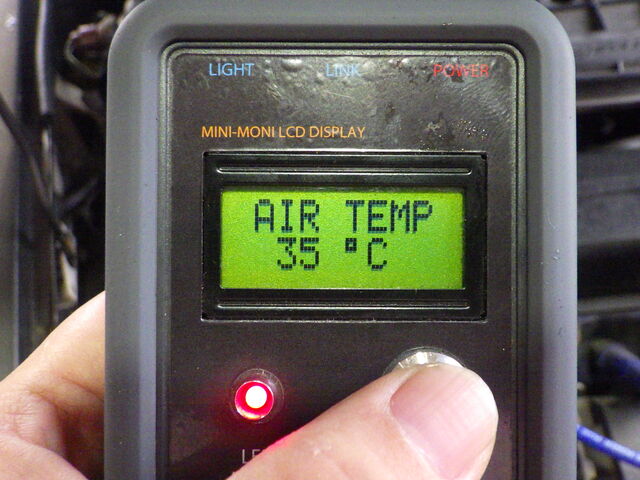 LIGHT LINK POWER
MINI-MONI LCD DISPLAY
AIR TEMP
35 °C